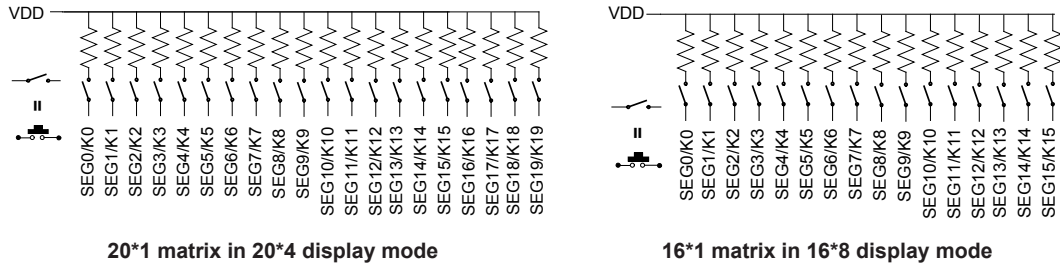 VDD
=
SEG0/K0
SEG1/K1
SEG2/K2
SEG3/K3
SEG4/K4
SEG5/K5
SEG6/K6
SEG7/K7
SEG8/K8
SEG9/K9
SEG10/K10
SEG11/K11
SEG12/K12
SEG13/K13
SEG14/K14
SEG15/K15
SEG16/K16
SEG17/K17
SEG18/K18
SEG19/K19
20*1 matrix in 20*4 display mode
VDD
=
SEG0/K0
SEG1/K1
SEG2/K2
SEG3/K3
SEG4/K4
SEG5/K5
SEG6/K6
SEG7/K7
SEG8/K8
SEG9/K9
SEG10/K10
SEG11/K11
SEG12/K12
SEG13/K13
SEG14/K14
SEG15/K15
16*1 matrix in 16*8 display mode